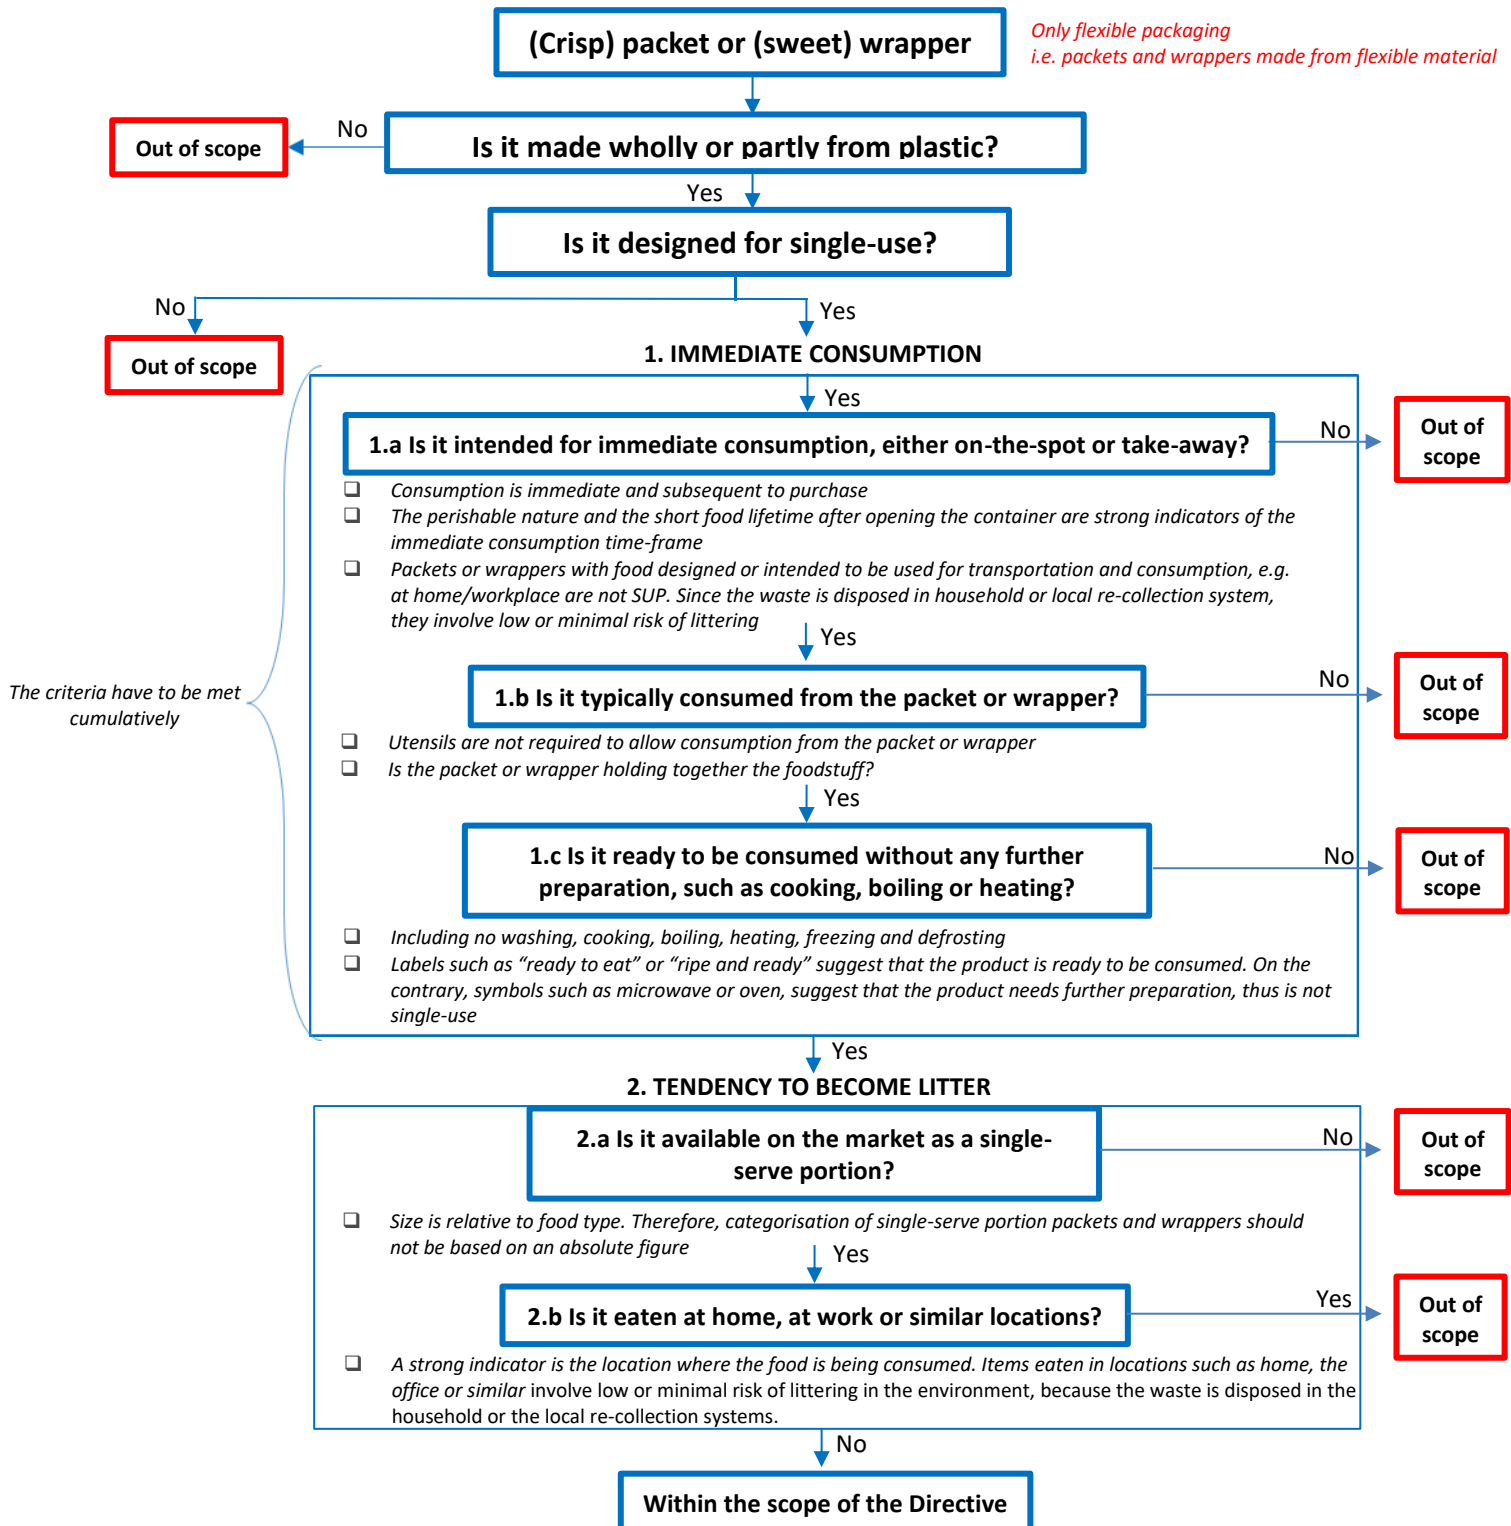 (Crisp) packet or (sweet) wrapper
Only flexible packaging
i.e. packets and wrappers made from flexible material
No
Out of scope
Is it made wholly or partly from plastic?
Yes
Is it designed for single-use?
No
Yes
Out of scope
1. IMMEDIATE CONSUMPTION
Yes
1.a Is it intended for immediate consumption, either on-the-spot or take-away?
No
Out of
scope
❑ Consumption is immediate and subsequent to purchase
❑ The perishable nature and the short food lifetime after opening the container are strong indicators of the
immediate consumption time-frame
❑ Packets or wrappers with food designed or intended to be used for transportation and consumption, e.g.
at home/workplace are not SUP. Since the waste is disposed in household or local re-collection system,
they involve low or minimal risk of littering
Yes
The criteria have to be met
cumulatively
1.b Is it typically consumed from the packet or wrapper?
No
Out of
scope
❑ Utensils are not required to allow consumption from the packet or wrapper
❑ Is the packet or wrapper holding together the foodstuff?
Yes
1.c Is it ready to be consumed without any further
preparation, such as cooking, boiling or heating?
No
Out of
scope
❑ Including no washing, cooking, boiling, heating, freezing and defrosting
❑ Labels such as “ready to eat” or “ripe and ready” suggest that the product is ready to be consumed. On the
contrary, symbols such as microwave or oven, suggest that the product needs further preparation, thus is not
single-use
Yes
2. TENDENCY TO BECOME LITTER
2.a Is it available on the market as a single-
serve portion?
No
Out of
scope
❑ Size is relative to food type. Therefore, categorisation of single-serve portion packets and wrappers should
not be based on an absolute figure
Yes
2.b Is it eaten at home, at work or similar locations?
Yes
Out of
scope
❑ A strong indicator is the location where the food is being consumed. Items eaten in locations such as home, the
office or similar involve low or minimal risk of littering in the environment, because the waste is disposed in the
household or the local re-collection systems.
No
Within the scope of the Directive